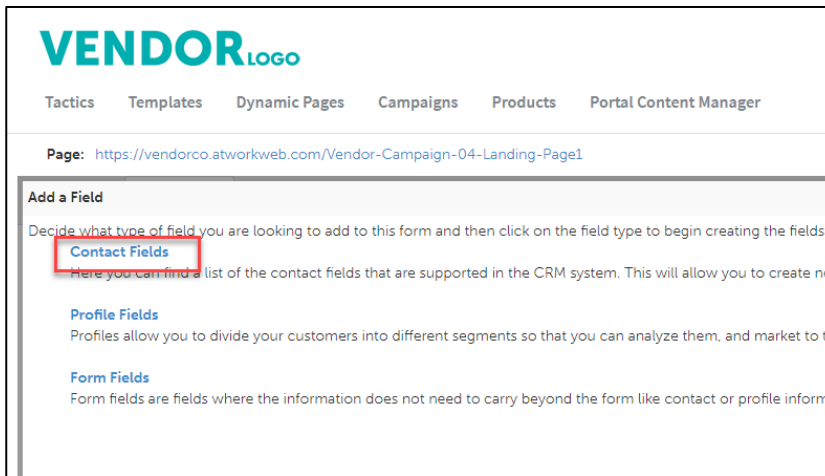 VENDOR LOGO
Tactics Templates Dynamic Pages Campaigns Products Portal Content Manager
Page: https://vendorco.atworkweb.com/Vendor-Campaign-04-Landing-Page1
Add a Field
Decide what type of field you are looking to add to this form and then click on the field type to begin creating the fields
Contact Fields
Here you can find a list of the contact fields that are supported in the CRM system. This will allow you to create
Profile Fields
Profiles allow you to divide your customers into different segments so that you can analyze them, and market to
Form Fields
Form fields are fields where the information does not need to carry beyond the form like contact or profile